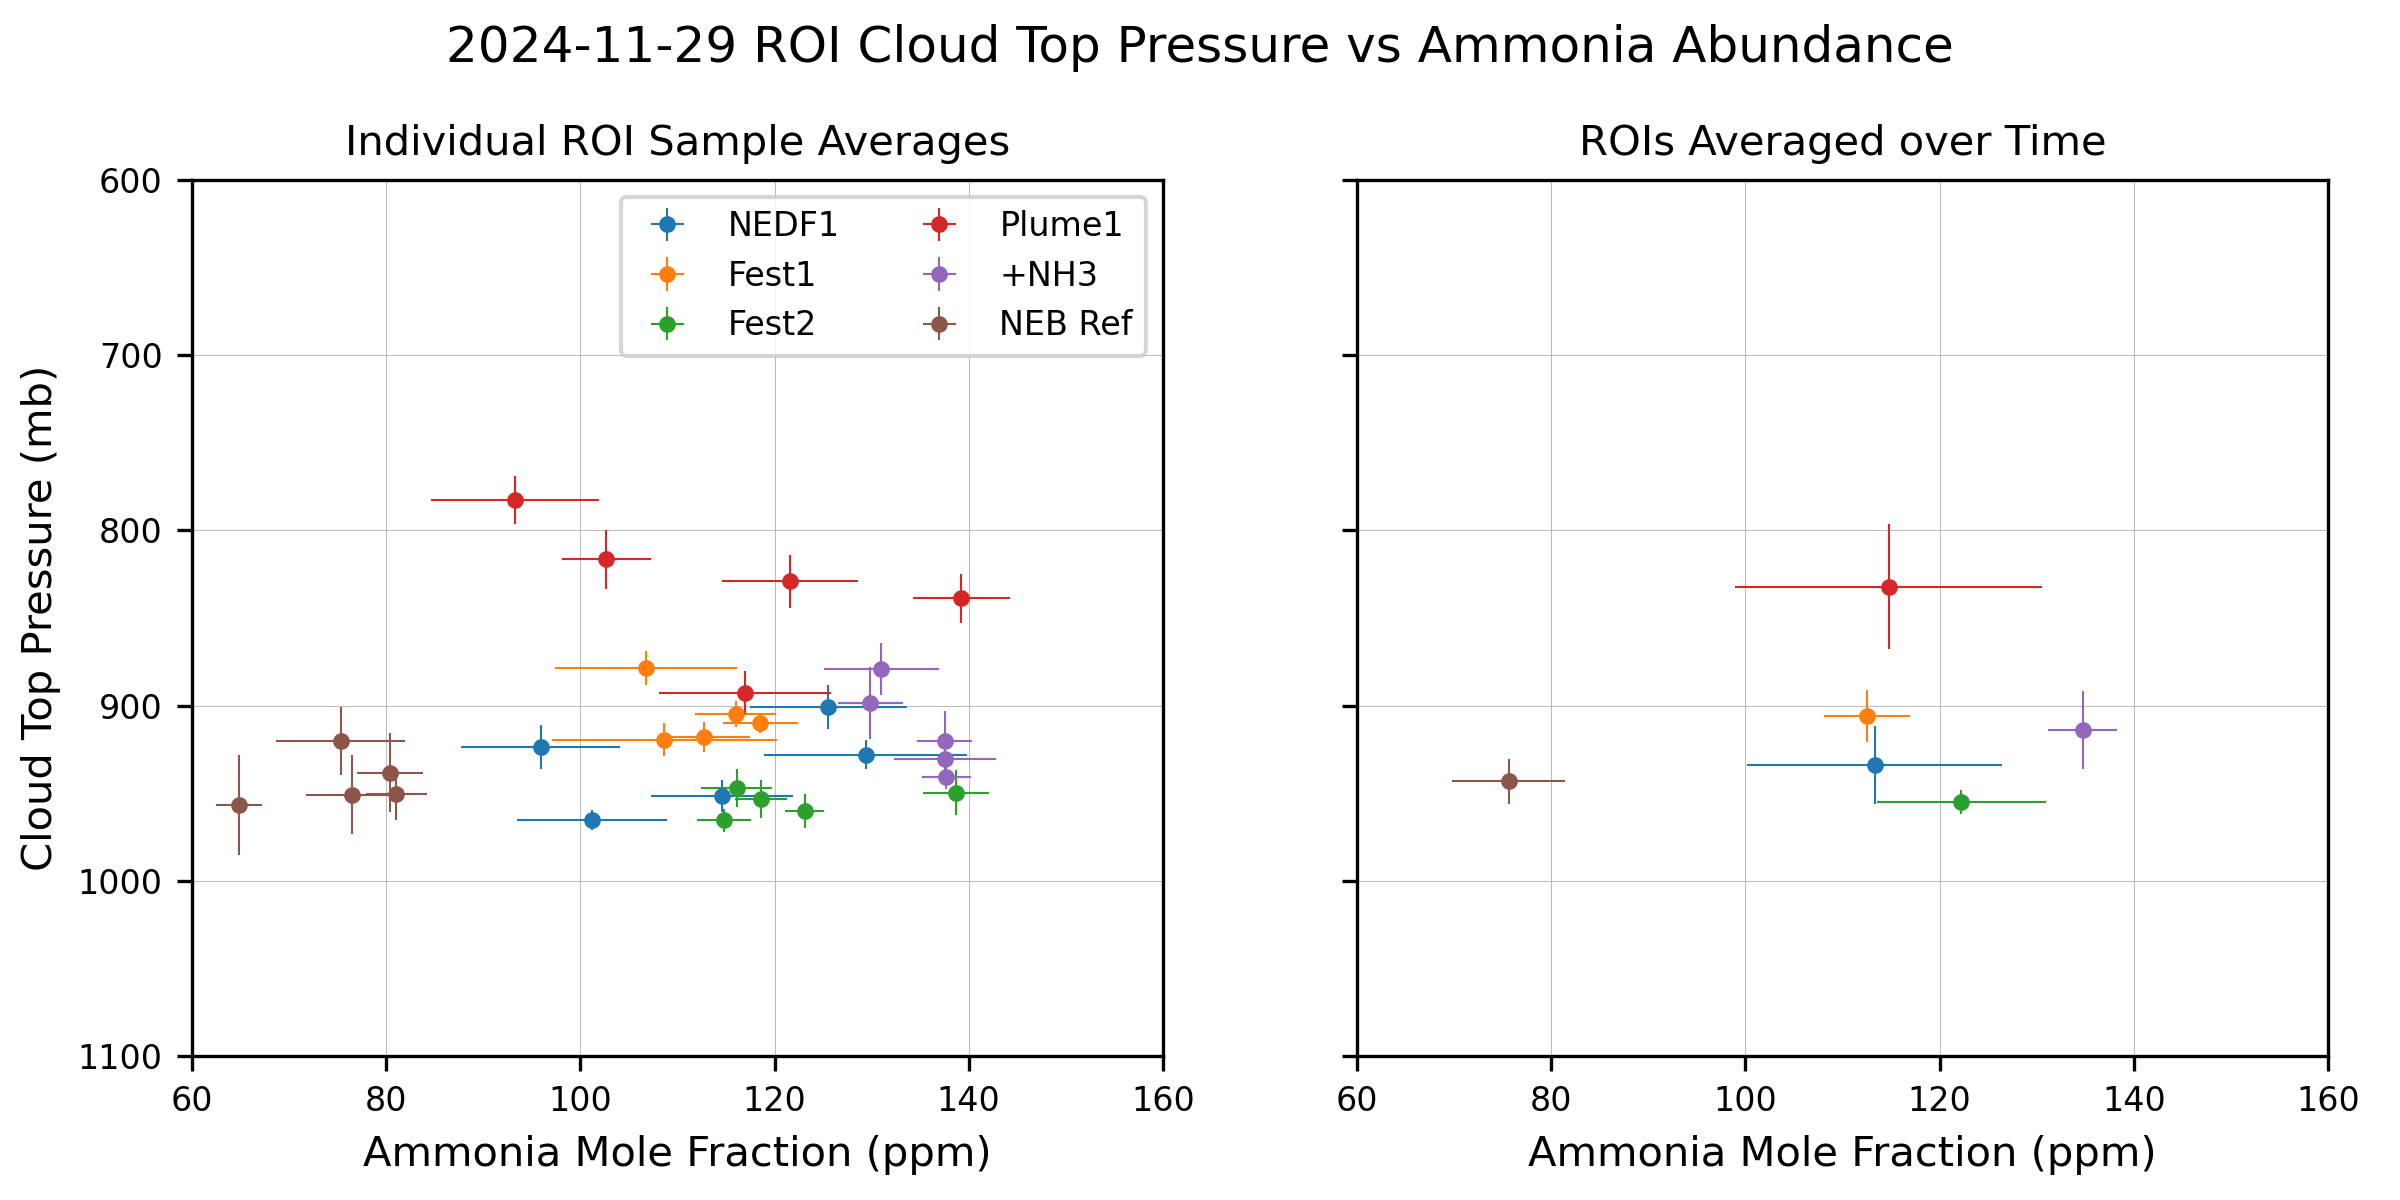 2024-11-29 ROI Cloud Top Pressure vs Ammonia Abundance
Individual ROI Sample Averages
ROIs Averaged over Time
NEDF1
Fest1
Fest2
Plume1
+NH3
NEB Ref
Cloud Top Pressure (mb)
600
700
800
900
1000
1100
60 80 100 120 140 160
60 80 100 120 140 160
Ammonia Mole Fraction (ppm)
Ammonia Mole Fraction (ppm)